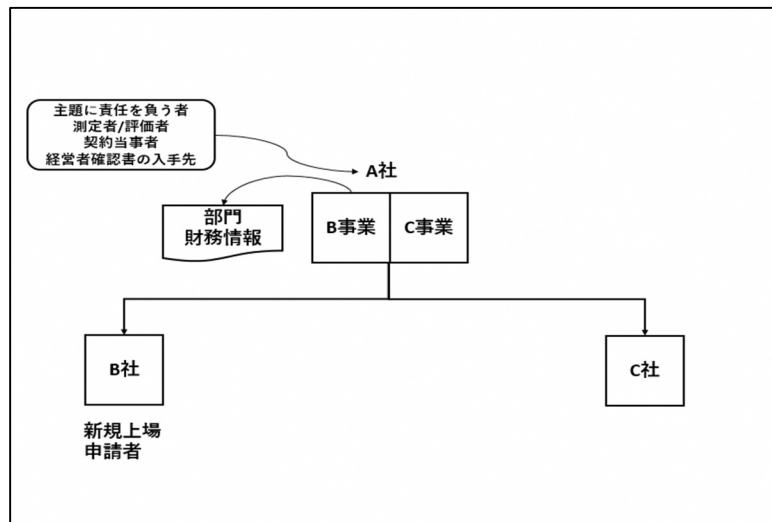 主題に責任を負う者
測定者/評価者
契約当事者
経営者確認書の入手先
A社
部門
財務情報
B事業
C事業
B社
C社
新規上場
申請者